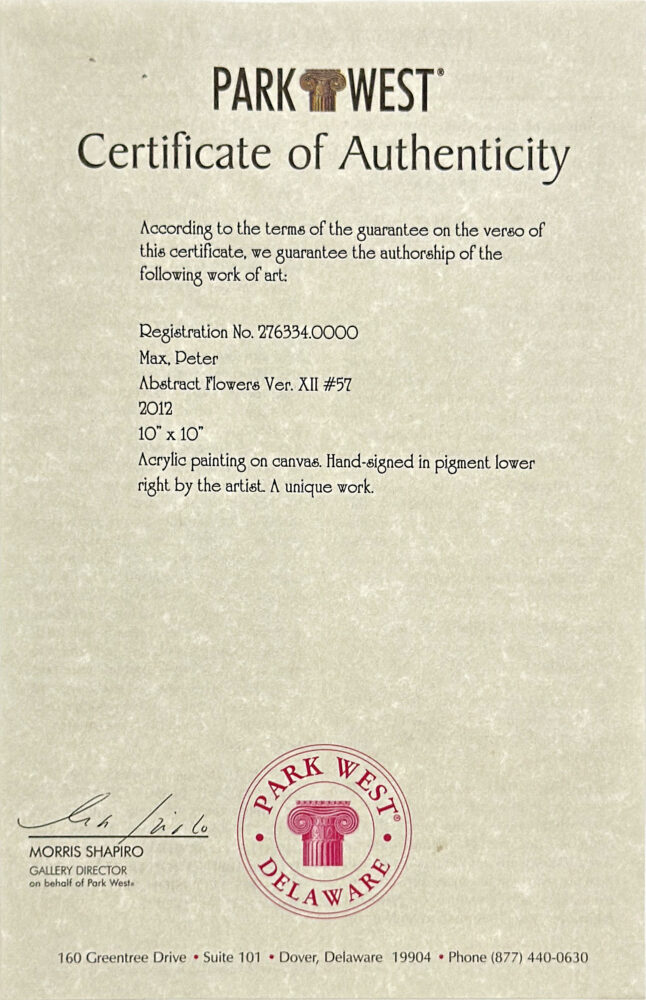 PARK WEST®
Certificate of Authenticity
According to the terms of the guarantee on the verso of
this certificate, we guarantee the authorship of the
following work of art:
Registration No. 276334.0000
Max, Peter
Abstract Flowers Ver. XII #57
2012
10" x 10"
Acrylic painting on canvas. Hand-signed in pigment lower
right by the artist. A unique work.
MORRIS SHAPIRO
GALLERY DIRECTOR
on behalf of Park West®
PARK WEST®
• DELAWARE •
160 Greentree Drive • Suite 101 • Dover, Delaware 19904 • Phone (877) 440-0630